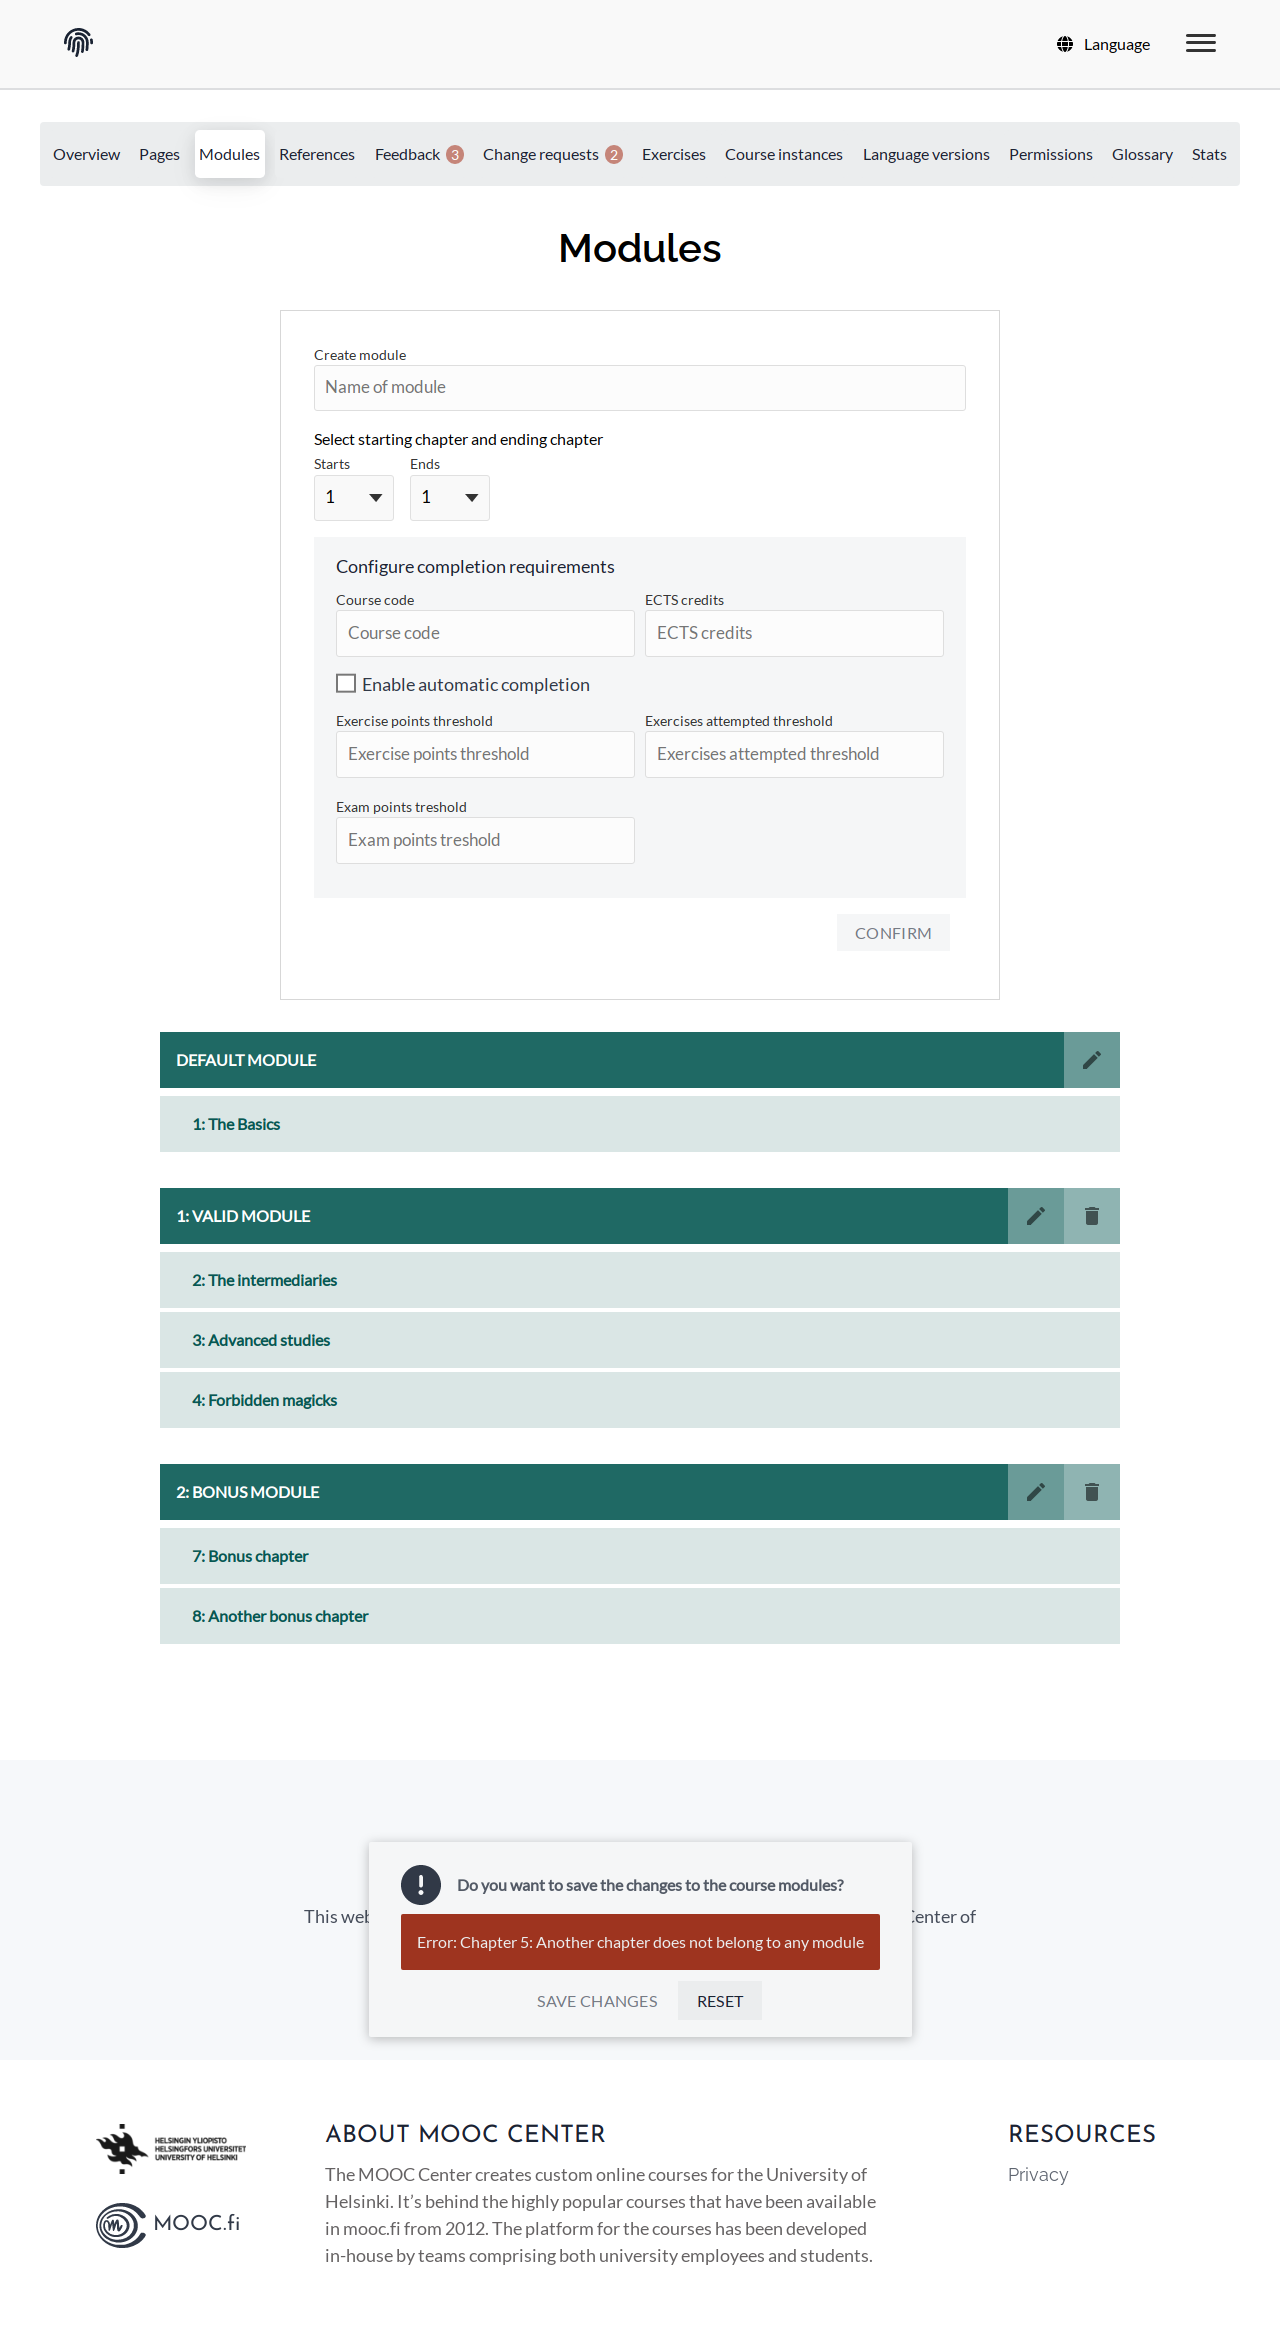 Language
Overview Pages Modules References Feedback 3 Change requests 2 Exercises Course instances Language versions Permissions Glossary Stats
Modules
Create module
Name of module
Select starting chapter and ending chapter
Starts Ends
1 1
Configure completion requirements
Course code ECTS credits
Course code ECTS credits
Enable automatic completion
Exercise points threshold Exercises attempted threshold
Exercise points threshold Exercises attempted threshold
Exam points treshold
Exam points treshold
CONFIRM
DEFAULT MODULE
1: The Basics
1: VALID MODULE
2: The intermediaries
3: Advanced studies
4: Forbidden magicks
2: BONUS MODULE
7: Bonus chapter
8: Another bonus chapter
Do you want to save the changes to the course modules?
This web Center of
Error: Chapter 5: Another chapter does not belong to any module
SAVE CHANGES RESET
HELSINGIN YLIOPISTO
HELSINGFORS UNIVERSITET
UNIVERSITY OF HELSINKI
MOOC.fi
ABOUT MOOC CENTER
The MOOC Center creates custom online courses for the University of
Helsinki. It’s behind the highly popular courses that have been available
in mooc.fi from 2012. The platform for the courses has been developed
in-house by teams comprising both university employees and students.
RESOURCES
Privacy